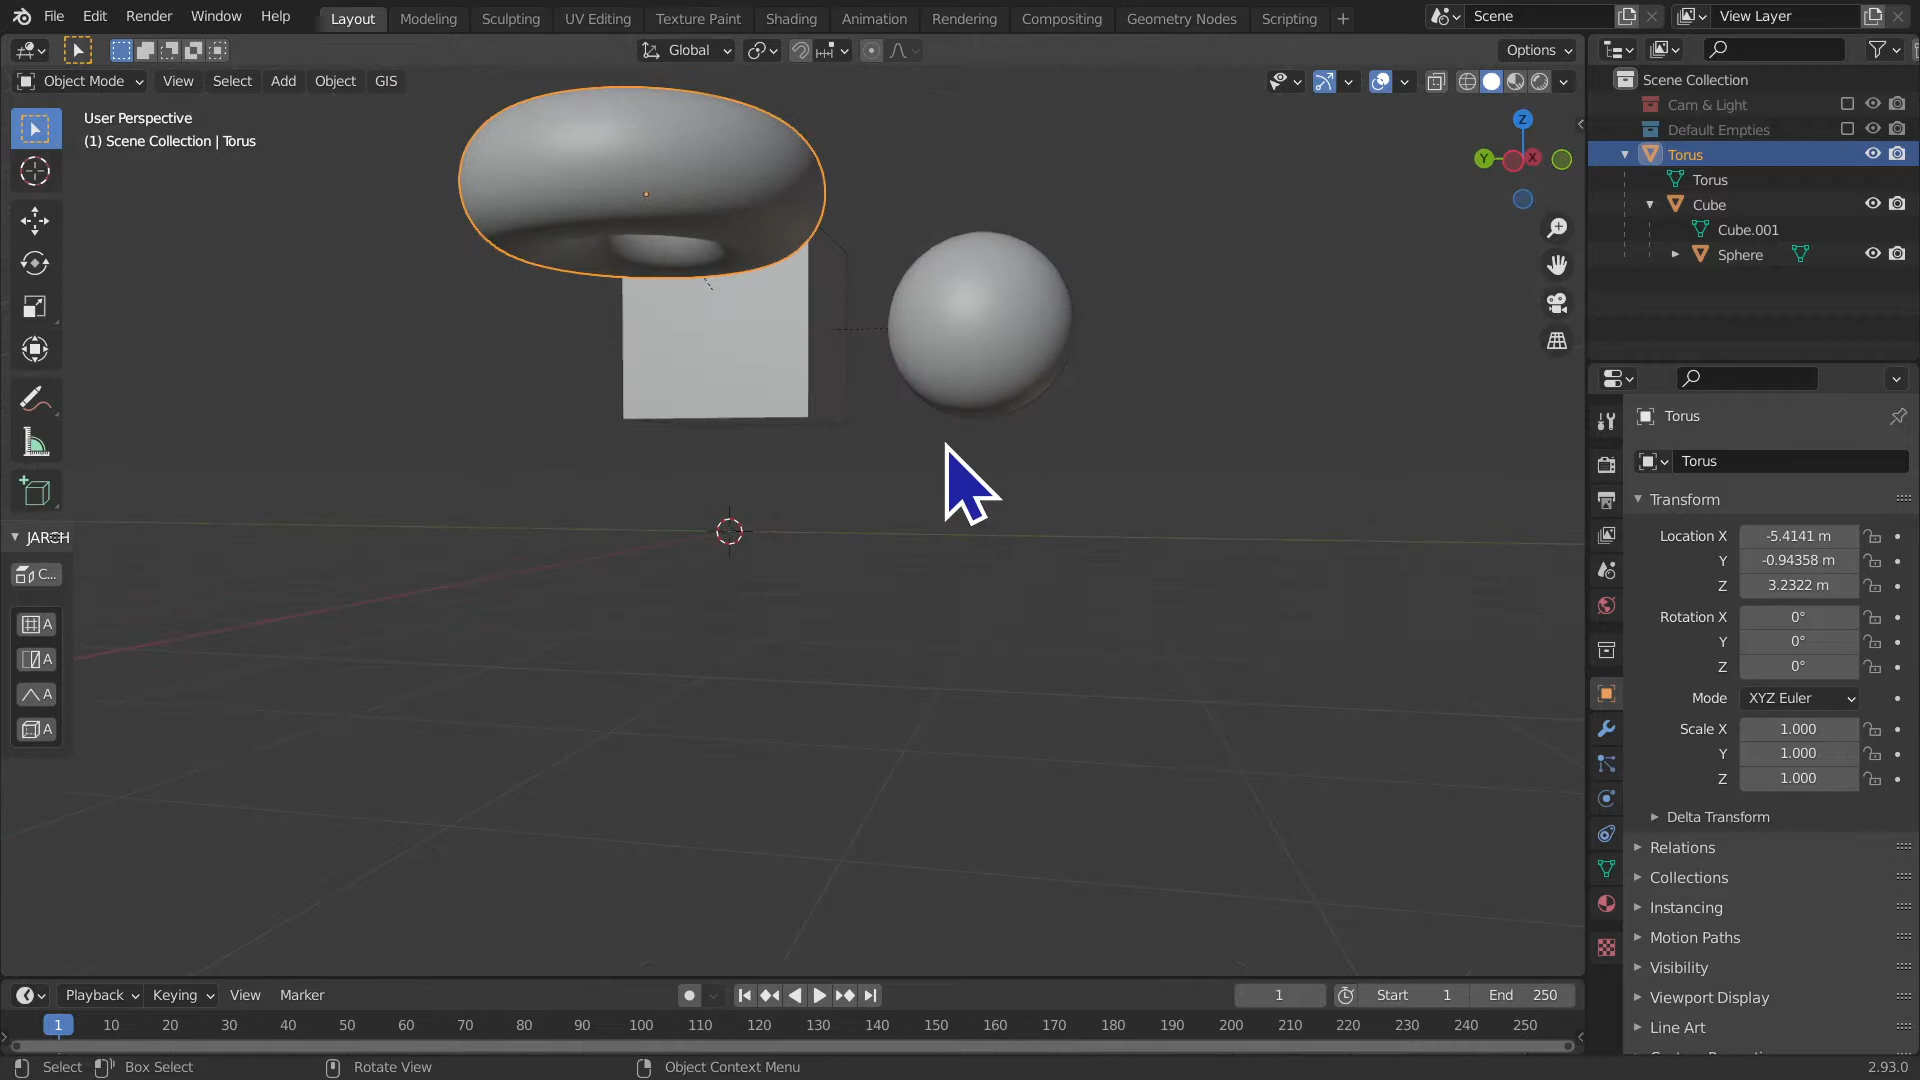 File Edit Render Window Help Layout Modeling Sculpting UV Editing Texture Paint Shading Animation Rendering Compositing Geometry Nodes Scripting + Scene View Layer
Global Options
Object Mode View Select Add Object GIS
User Perspective
(1) Scene Collection | Torus
Z
Y
X
JARCH
C...
A
A
A
A
Scene Collection
Cam & Light
Default Empties
Torus
Torus
Cube
Cube.001
Sphere
Torus
Torus
Transform
Location X -5.4141 m
Y -0.94358 m
Z 3.2322 m
Rotation X 0°
Y 0°
Z 0°
Mode XYZ Euler
Scale X 1.000
Y 1.000
Z 1.000
Delta Transform
Relations
Collections
Instancing
Motion Paths
Visibility
Viewport Display
Line Art
Playback Keying View Marker 1 Start 1 End 250
1 10 20 30 40 50 60 70 80 90 100 110 120 130 140 150 160 170 180 190 200 210 220 230 240 250
Select Box Select Rotate View Object Context Menu 2.93.0